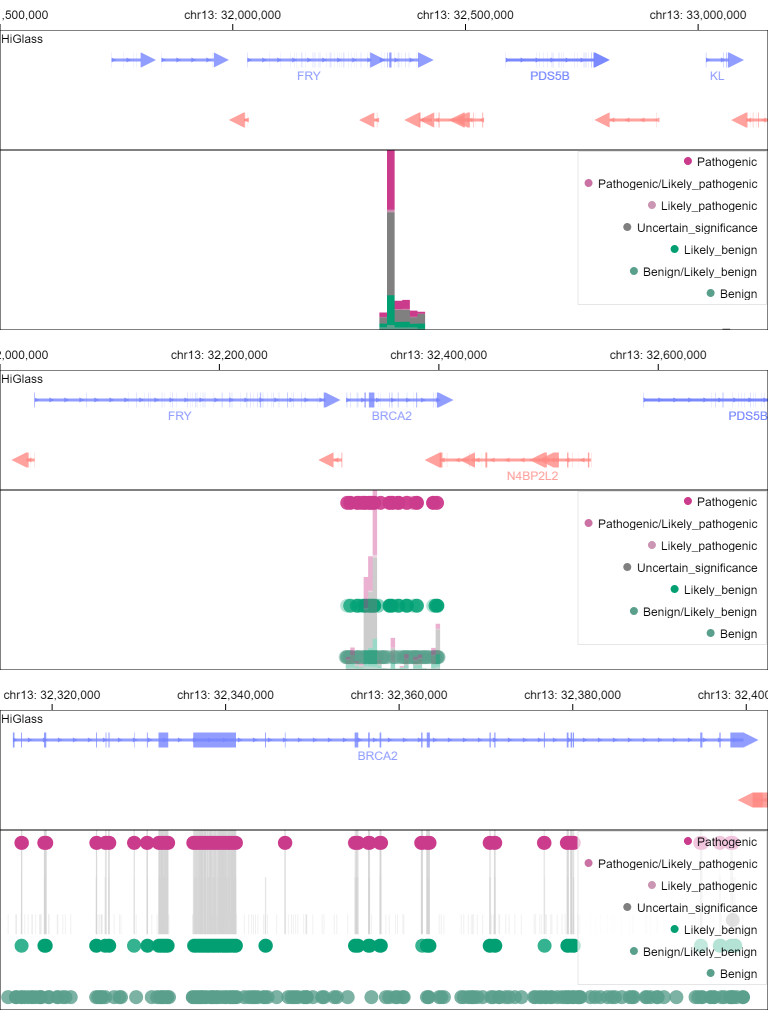 ,500,000 chr13: 32,000,000 chr13: 32,500,000 chr13: 33,000,000
HiGlass
FRY PDS5B KL
Pathogenic
Pathogenic/Likely_pathogenic
Likely_pathogenic
Uncertain_significance
Likely_benign
Benign/Likely_benign
Benign
:000,000 chr13: 32,200,000 chr13: 32,400,000 chr13: 32,600,000
HiGlass
FRY BRCA2 PDS5B
N4BP2L2
Pathogenic
Pathogenic/Likely_pathogenic
Likely_pathogenic
Uncertain_significance
Likely_benign
Benign/Likely_benign
Benign
chr13: 32,320,000 chr13: 32,340,000 chr13: 32,360,000 chr13: 32,380,000 chr13: 32,400
HiGlass
BRCA2
Pathogenic
Pathogenic/Likely_pathogenic
Likely_pathogenic
Uncertain_significance
Likely_benign
Benign/Likely_benign
Benign